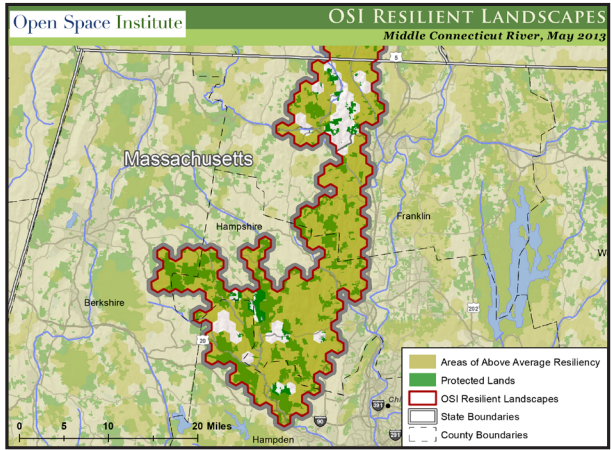 Open Space Institute
OSI RESILIENT LANDSCAPES
Middle Connecticut River, May 2013
5
Massachusetts
Franklin
Hampshire
Berkshire
202
20
Areas of Above Average Resiliency
Protected Lands
OSI Resilient Landscapes
State Boundaries
County Boundaries
0 5 10 20 Miles
Hampden